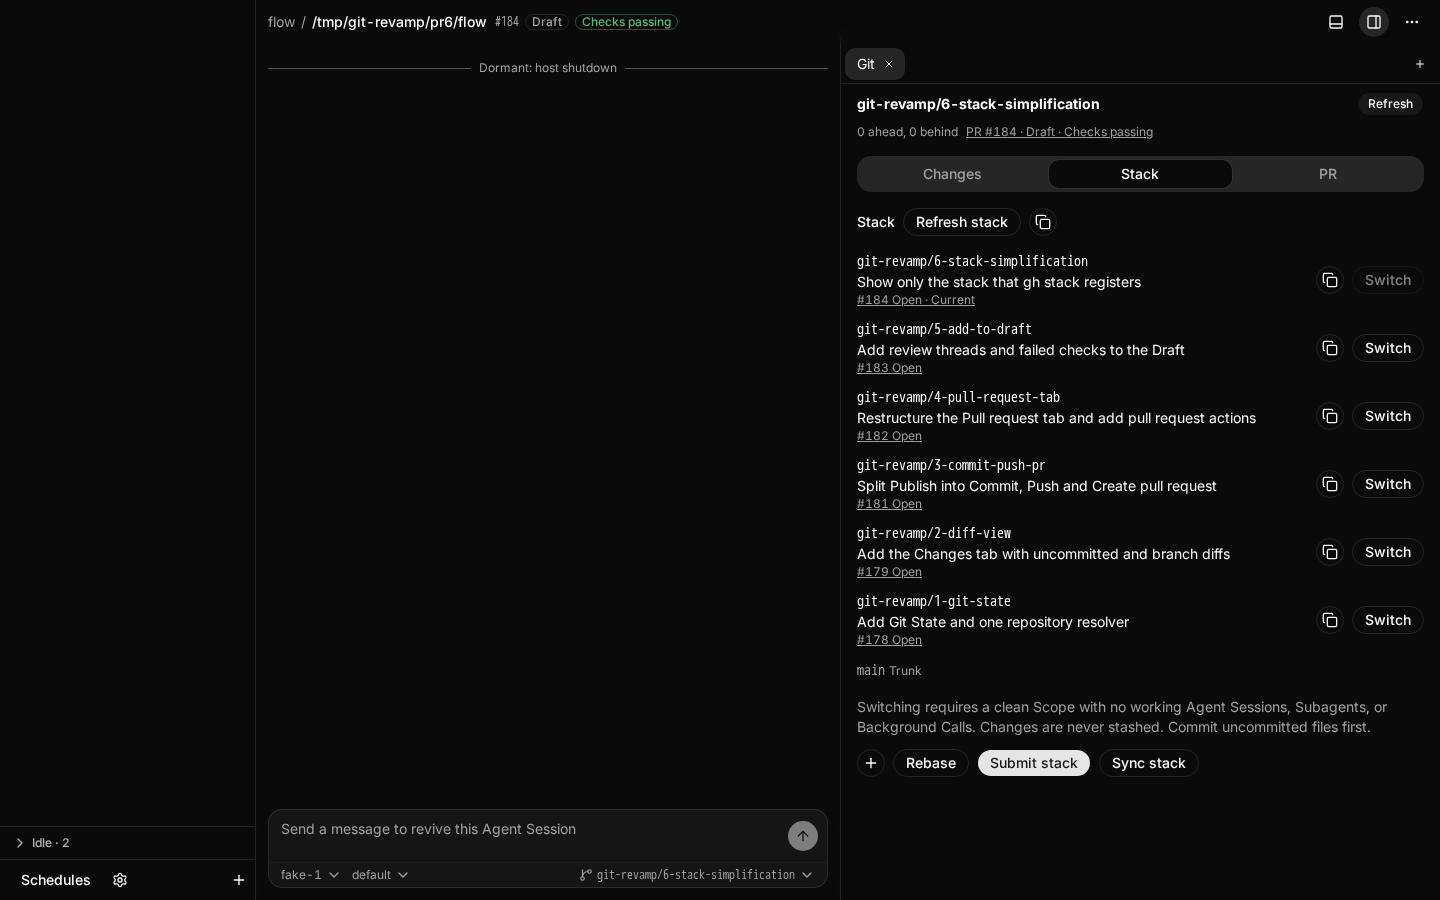 flow / /tmp/git-revamp/pr6/flow #184 Draft Checks passing
Dormant: host shutdown
Git
git-revamp/6-stack-simplification
Refresh
0 ahead, 0 behind PR #184 · Draft · Checks passing
Changes
Stack
PR
Stack
Refresh stack
git-revamp/6-stack-simplification
Show only the stack that gh stack registers
#184 Open · Current
Switch
git-revamp/5-add-to-draft
Add review threads and failed checks to the Draft
#183 Open
Switch
git-revamp/4-pull-request-tab
Restructure the Pull request tab and add pull request actions
#182 Open
Switch
git-revamp/3-commit-push-pr
Split Publish into Commit, Push and Create pull request
#181 Open
Switch
git-revamp/2-diff-view
Add the Changes tab with uncommitted and branch diffs
#179 Open
Switch
git-revamp/1-git-state
Add Git State and one repository resolver
#178 Open
Switch
main Trunk
Switching requires a clean Scope with no working Agent Sessions, Subagents, or
Background Calls. Changes are never stashed. Commit uncommitted files first.
Rebase
Submit stack
Sync stack
Send a message to revive this Agent Session
fake-1
default
git-revamp/6-stack-simplification
Idle · 2
Schedules